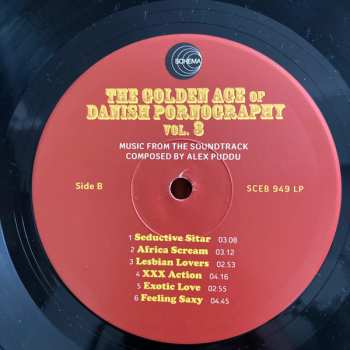 SCHEMA
THE GOLDEN AGE OF
DANISH PORNOGRAPHY
VOL. 3
MUSIC FROM THE SOUNDTRACK
COMPOSED BY ALEX PUDDU
Side B
SCEB 949 LP
1 Seductive Sitar 03.08
2 Africa Scream 03.12
3 Lesbian Lovers 02.53
4 XXX Action 04.16
5 Exotic Love 02.55
6 Feeling Saxy 04.45